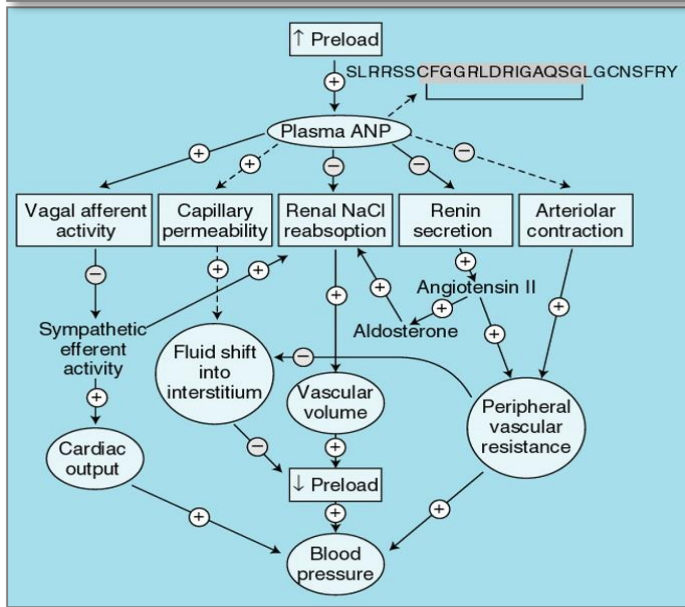 ↑ Preload
+
SLRRSSCFGGRLDRIGAQSGLGCNSFRY
Plasma ANP
+ + − − −
Vagal afferent
activity
Capillary
permeability
Renal NaCl
reabsoption
Renin
secretion
Arteriolar
contraction
− + + +
Angiotensin II
+ + + +
Aldosterone
+
Sympathetic
efferent
activity
Fluid shift
into
interstitium
−
+
Vascular
volume
Peripheral
vascular
resistance
Cardiac
output
− +
↓ Preload
+ + +
Blood
pressure